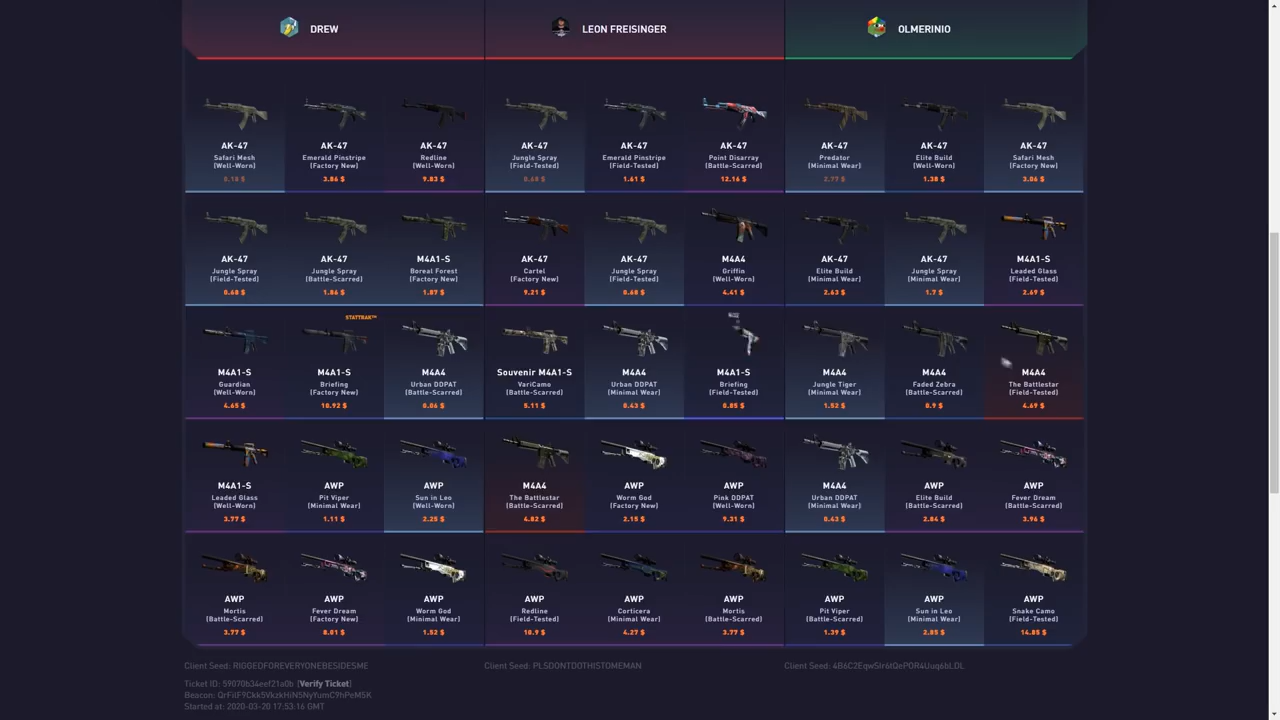 DREW
LEON FREISINGER
OLMERINIO
AK-47
Safari Mesh
(Well-Worn)
AK-47
Emerald Pinstripe
(Factory New)
3.86 $
AK-47
Redline
(Well-Worn)
9.83 $
AK-47
Jungle Spray
(Field-Tested)
0.68 $
AK-47
Emerald Pinstripe
(Field-Tested)
1.61 $
AK-47
Point Disarray
(Battle-Scarred)
12.16 $
AK-47
Predator
(Minimal Wear)
2.77 $
AK-47
Elite Build
(Well-Worn)
1.38 $
AK-47
Safari Mesh
(Factory New)
3.06 $
AK-47
Jungle Spray
(Field-Tested)
0.68 $
AK-47
Jungle Spray
(Battle-Scarred)
1.86 $
M4A1-S
Boreal Forest
(Factory New)
1.87 $
AK-47
Cartel
(Factory New)
9.21 $
AK-47
Jungle Spray
(Field-Tested)
0.68 $
M4A4
Griffin
(Well-Worn)
4.41 $
AK-47
Elite Build
(Minimal Wear)
2.63 $
AK-47
Jungle Spray
(Minimal Wear)
1.7 $
M4A1-S
Leaded Glass
(Field-Tested)
2.69 $
M4A1-S
Guardian
(Well-Worn)
4.65 $
STATTRAK™
M4A1-S
Briefing
(Factory New)
10.92 $
M4A4
Urban DDPAT
(Battle-Scarred)
0.06 $
Souvenir M4A1-S
VariCamo
(Battle-Scarred)
5.11 $
M4A4
Urban DDPAT
(Minimal Wear)
0.43 $
M4A1-S
Briefing
(Field-Tested)
0.85 $
M4A4
Jungle Tiger
(Minimal Wear)
1.52 $
M4A4
Faded Zebra
(Battle-Scarred)
0.9 $
M4A4
The Battlestar
(Field-Tested)
4.69 $
M4A1-S
Leaded Glass
(Well-Worn)
3.77 $
AWP
Pit Viper
(Minimal Wear)
1.11 $
AWP
Sun in Leo
(Well-Worn)
2.25 $
M4A4
The Battlestar
(Battle-Scarred)
4.82 $
AWP
Worm God
(Factory New)
2.15 $
AWP
Pink DDPAT
(Well-Worn)
9.31 $
M4A4
Urban DDPAT
(Minimal Wear)
0.43 $
AWP
Elite Build
(Battle-Scarred)
2.84 $
AWP
Fever Dream
(Minimal Wear)
3.96 $
AWP
Mortis
(Battle-Scarred)
3.77 $
AWP
Fever Dream
(Factory New)
8.01 $
AWP
Worm God
(Minimal Wear)
1.52 $
AWP
Redline
(Field-Tested)
10.9 $
AWP
Corticera
(Minimal Wear)
4.27 $
AWP
Mortis
(Battle-Scarred)
3.77 $
AWP
Pit Viper
(Battle-Scarred)
1.39 $
AWP
Sun in Leo
(Minimal Wear)
2.85 $
AWP
Snake Camo
(Field-Tested)
14.85 $
Client Seed: RIGGEDFOREVERYONEBESIDESME
Client Seed: PLSDONTDOTHISTOMEMAN
Client Seed:
Ticket ID: 59070b34eef21a0b (Verify Ticket)
Beacon:
Started at: 2020-03-20 17:53:16 GMT